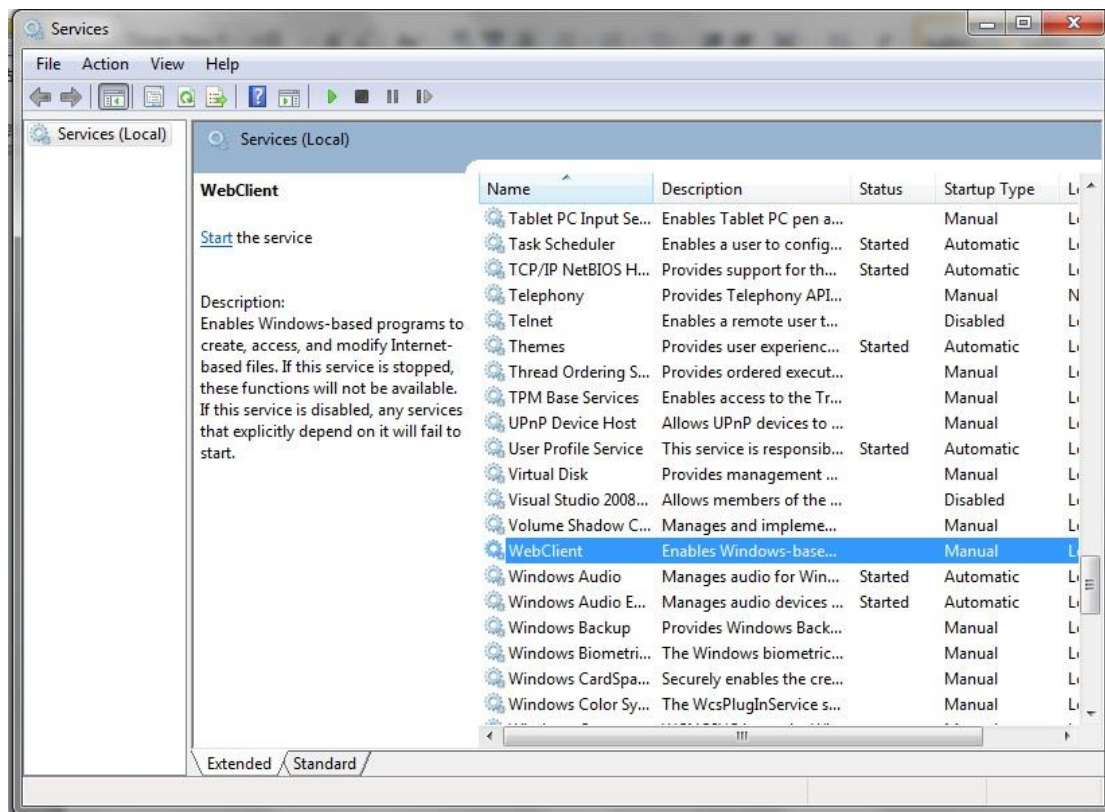 Services
File Action View Help
Services (Local)
Services (Local)
WebClient
Start the service
Description:
Enables Windows-based programs to
create, access, and modify Internet-
based files. If this service is stopped,
these functions will not be available.
If this service is disabled, any services
that explicitly depend on it will fail to
start.
Name Description Status Startup Type
Tablet PC Input Se... Enables Tablet PC pen a... Manual
Task Scheduler Enables a user to config... Started Automatic
TCP/IP NetBIOS H... Provides support for th... Started Automatic
Telephony Provides Telephony API... Manual N
Telnet Enables a remote user t... Disabled
Themes Provides user experienc... Started Automatic
Thread Ordering S... Provides ordered execut... Manual
TPM Base Services Enables access to the Tr... Manual
UPnP Device Host Allows UPnP devices to ... Manual
User Profile Service This service is responsib... Started Automatic
Virtual Disk Provides management ... Manual
Visual Studio 2008... Allows members of the ... Disabled
Volume Shadow C... Manages and impleme... Manual
WebClient Enables Windows-base... Manual
Windows Audio Manages audio for Win... Started Automatic
Windows Audio E... Manages audio devices ... Started Automatic
Windows Backup Provides Windows Back... Manual
Windows Biometri... The Windows biometric... Manual
Windows CardSpa... Securely enables the cre... Manual
Windows Color Sy... The WcsPlugInService s... Manual
Extended Standard